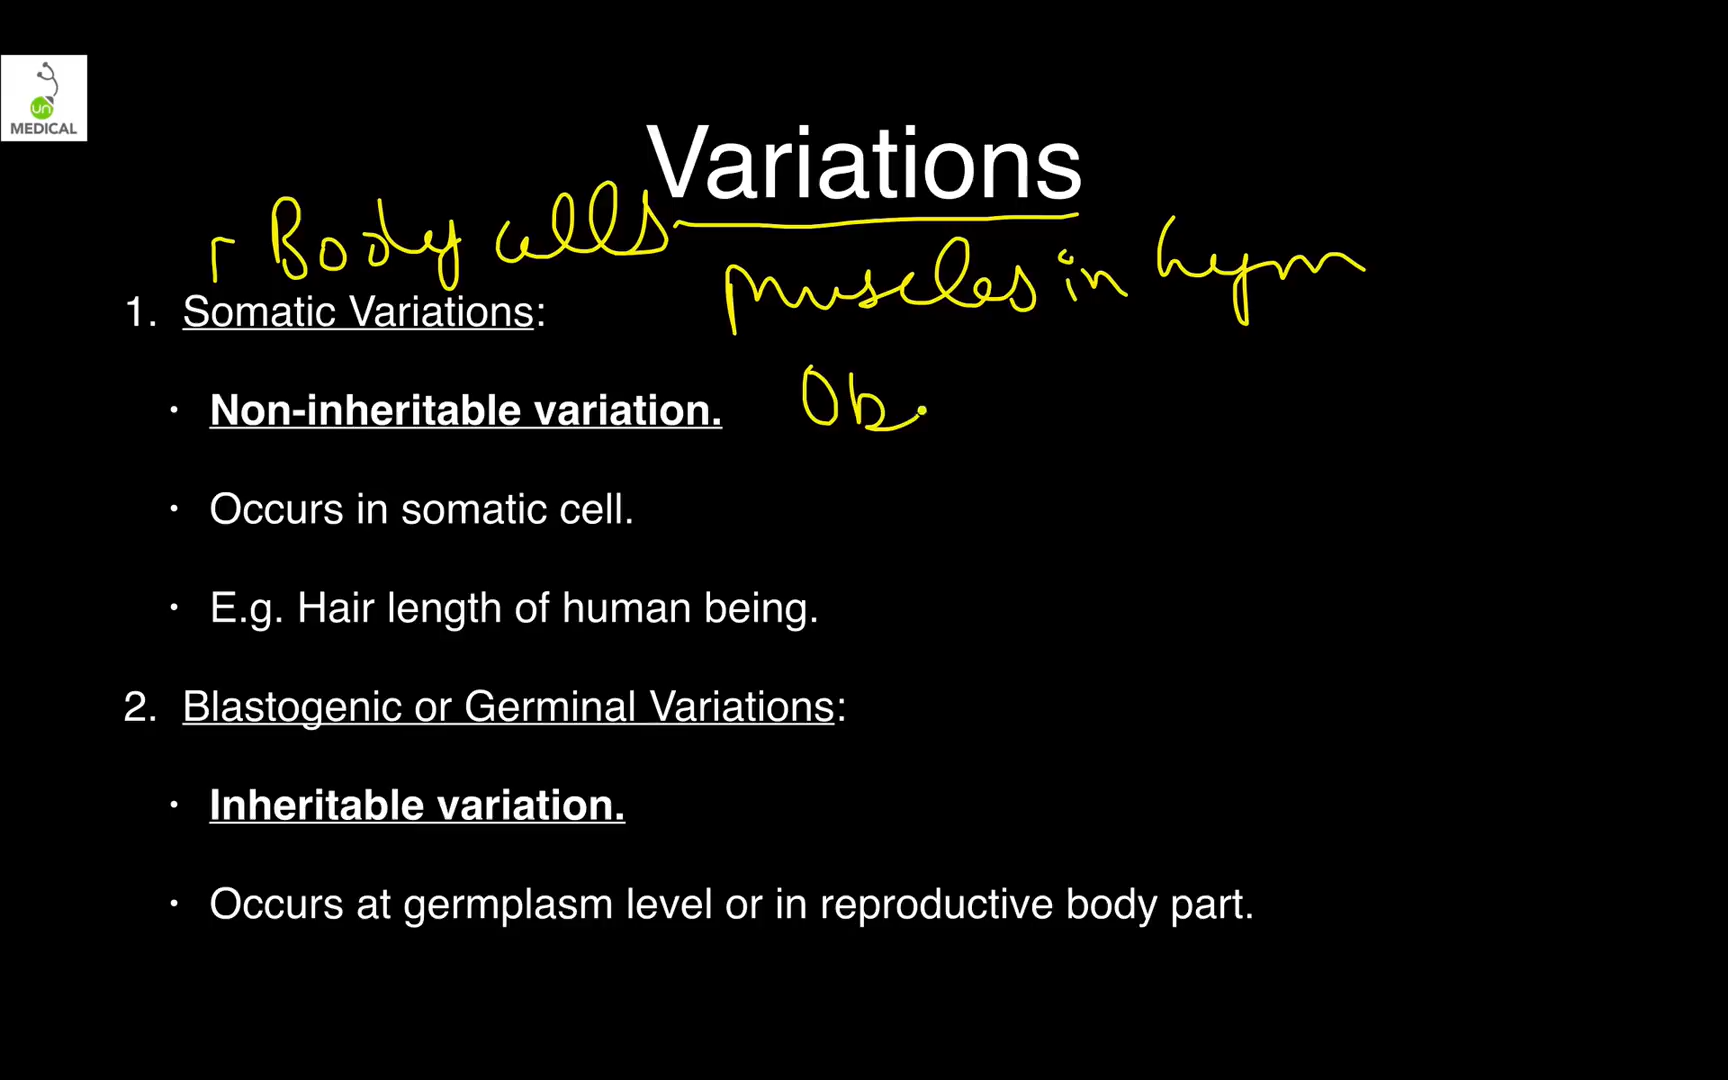 un
MEDICAL
Variations
Body cells
muscles in
1. Somatic Variations:
· Non-inheritable variation.
Ob
· Occurs in somatic cell.
· E.g. Hair length of human being.
2. Blastogenic or Germinal Variations:
· Inheritable variation.
· Occurs at germplasm level or in reproductive body part.